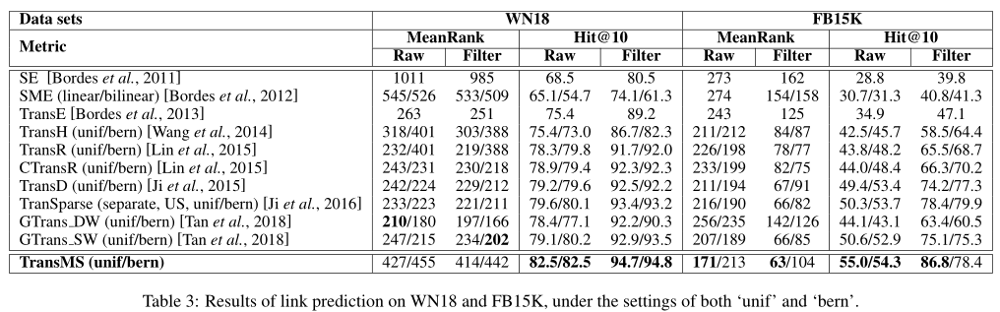 Data sets WN18 FB15K
Metric MeanRank Hit@10 MeanRank Hit@10
Raw Filter Raw Filter Raw Filter Raw Filter
SE [Bordes et al., 2011] 1011 985 68.5 80.5 273 162 28.8 39.8
SME (linear/bilinear) [Bordes et al., 2012] 545/526 533/509 65.1/54.7 74.1/61.3 274 154/158 30.7/31.3 40.8/41.3
TransE [Bordes et al., 2013] 263 251 75.4 89.2 243 125 34.9 47.1
TransH (unif/bern) [Wang et al., 2014] 318/401 303/388 75.4/73.0 86.7/82.3 211/212 84/87 42.5/45.7 58.5/64.4
TransR (unif/bern) [Lin et al., 2015] 232/401 219/388 78.3/79.8 91.7/92.0 226/198 78/77 43.8/48.2 65.5/68.7
CTransR (unif/bern) [Lin et al., 2015] 243/231 230/218 78.9/79.4 92.3/92.3 233/199 82/75 44.0/48.4 66.3/70.2
TransD (unif/bern) [Ji et al., 2015] 242/224 229/212 79.2/79.6 92.5/92.2 211/194 67/91 49.4/53.4 74.2/77.3
TranSparse (separate, US, unif/bern) [Ji et al., 2016] 233/223 221/211 79.6/80.1 93.4/93.2 216/190 66/82 50.3/53.7 78.4/79.9
GTrans_DW (unif/bern) [Tan et al., 2018] 210/180 197/166 78.4/77.1 92.2/90.3 256/235 142/126 44.1/43.1 63.4/60.5
GTrans_SW (unif/bern) [Tan et al., 2018] 247/215 234/202 79.1/80.2 92.9/93.5 207/189 66/85 50.6/52.9 75.1/75.3
TransMS (unif/bern) 427/455 414/442 82.5/82.5 94.7/94.8 171/213 63/104 55.0/54.3 86.8/78.4
Table 3: Results of link prediction on WN18 and FB15K, under the settings of both ‘unif’ and ‘bern’.